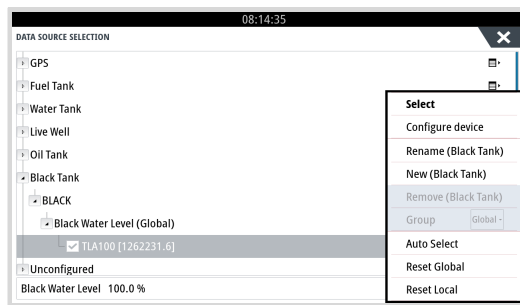 08:14:35
DATA SOURCE SELECTION
GPS
Fuel Tank
Water Tank
Live Well
Oil Tank
Black Tank
BLACK
Black Water Level (Global)
TLA100 [1262231.6]
Unconfigured
Black Water Level 100.0 %
Select
Configure device
Rename (Black Tank)
New (Black Tank)
Remove (Black Tank)
Group Global
Auto Select
Reset Global
Reset Local